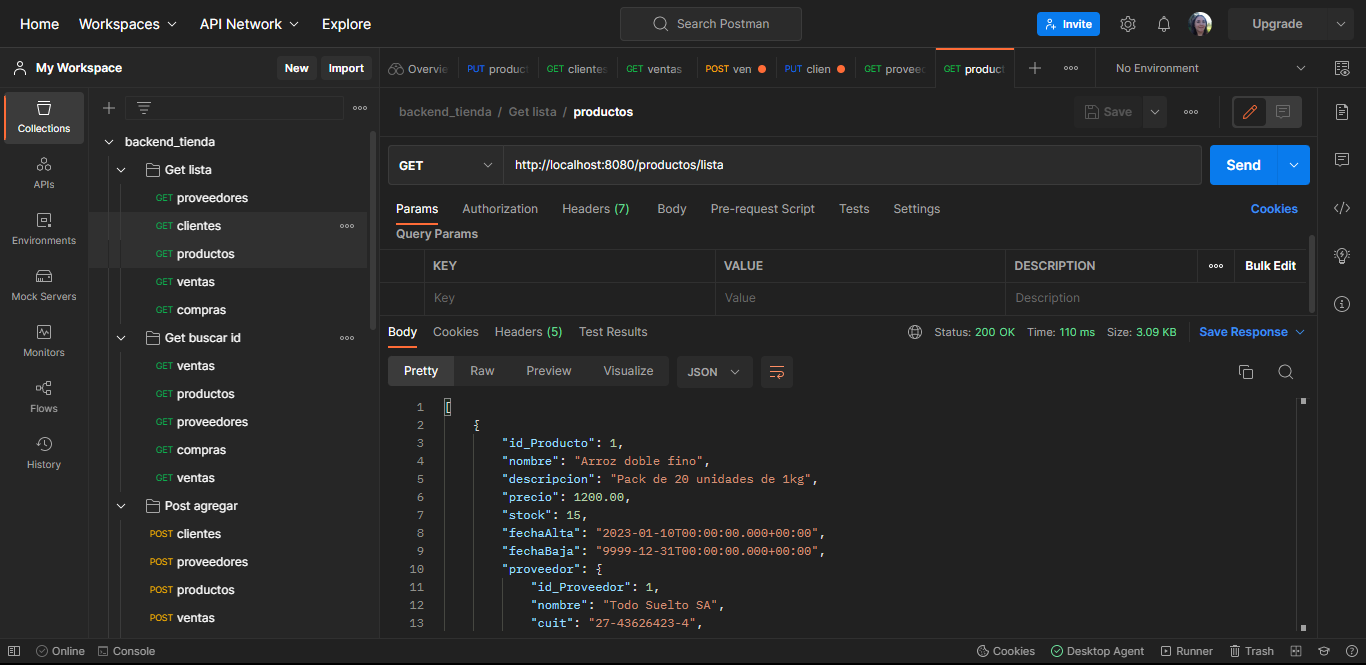 Home Workspaces API Network Explore Search Postman Invite Upgrade
My Workspace New Import
Overvie PUT produc GET clientes GET ventas POST ven PUT clien GET provee GET product No Environment
Collections
APIs
Environments
Mock Servers
Monitors
Flows
History
backend_tienda
Get lista
GET proveedores
GET clientes
GET productos
GET ventas
GET compras
Get buscar id
GET ventas
GET productos
GET proveedores
GET compras
GET ventas
Post agregar
POST clientes
POST proveedores
POST productos
POST ventas
backend_tienda / Get lista / productos Save
GET http://localhost:8080/productos/lista Send
Params Authorization Headers (7) Body Pre-request Script Tests Settings Cookies
Query Params
KEY VALUE DESCRIPTION Bulk Edit
Key Value Description
Body Cookies Headers (5) Test Results Status: 200 OK Time: 110 ms Size: 3.09 KB Save Response
Pretty Raw Preview Visualize JSON
1 [
2 {
3 "id_Producto": 1,
4 "nombre": "Arroz doble fino",
5 "descripcion": "Pack de 20 unidades de 1kg",
6 "precio": 1200.00,
7 "stock": 15,
8 "fechaAlta": "2023-01-10T00:00:00.000+00:00",
9 "fechaBaja": "9999-12-31T00:00:00.000+00:00",
10 "proveedor": {
11 "id_Proveedor": 1,
12 "nombre": "Todo Suelto SA",
13 "cuit": "27-43626423-4",
Online Console Cookies Desktop Agent Runner Trash